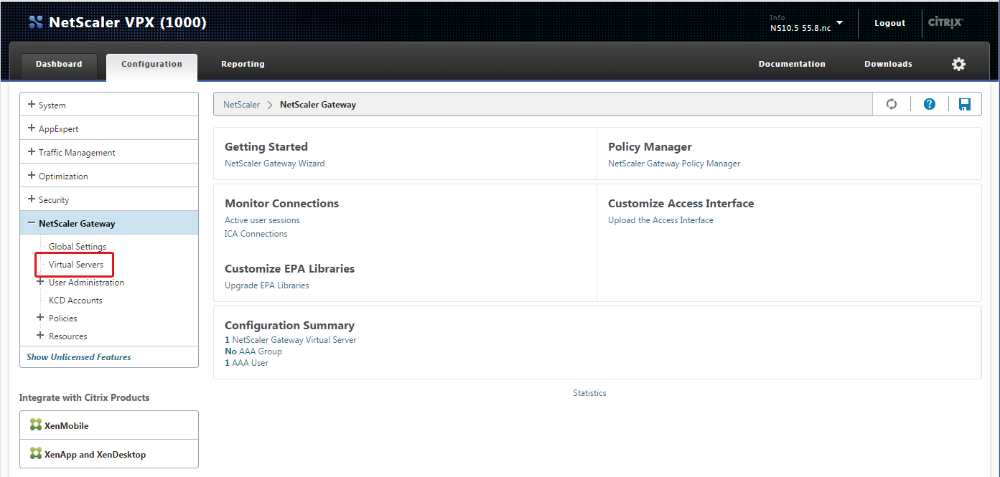 NetScaler VPX (1000)
Info
NS10.5 55.8.nc
Logout
CITRIX
Dashboard
Configuration
Reporting
Documentation
Downloads
+ System
+ AppExpert
+ Traffic Management
+ Optimization
+ Security
− NetScaler Gateway
Global Settings
Virtual Servers
+ User Administration
KCD Accounts
+ Policies
+ Resources
Show Unlicensed Features
Integrate with Citrix Products
XenMobile
XenApp and XenDesktop
NetScaler > NetScaler Gateway
?
Getting Started
NetScaler Gateway Wizard
Policy Manager
NetScaler Gateway Policy Manager
Monitor Connections
Active user sessions
ICA Connections
Customize Access Interface
Upload the Access Interface
Customize EPA Libraries
Upgrade EPA Libraries
Configuration Summary
1 NetScaler Gateway Virtual Server
No AAA Group
1 AAA User
Statistics